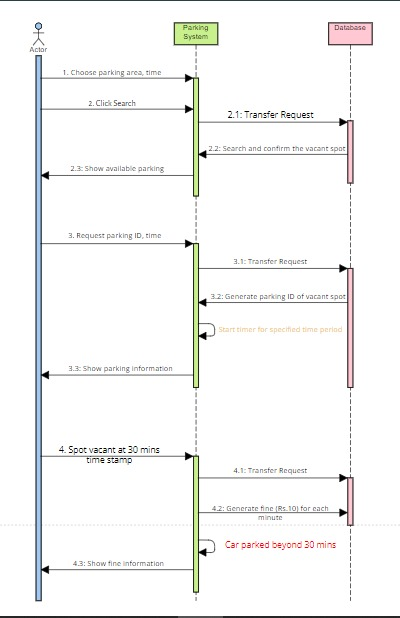 Parking
System
Database
Actor
1. Choose parking area, time
2. Click Search
2.1: Transfer Request
2.2: Search and confirm the vacant spot
2.3: Show available parking
3. Request parking ID, time
3.1: Transfer Request
3.2: Generate parking ID of vacant spot
Start timer for specified time period
3.3: Show parking information
4. Spot vacant at 30 mins
time stamp
4.1: Transfer Request
4.2: Generate fine (Rs.10) for each
minute
Car parked beyond 30 mins
4.3: Show fine information